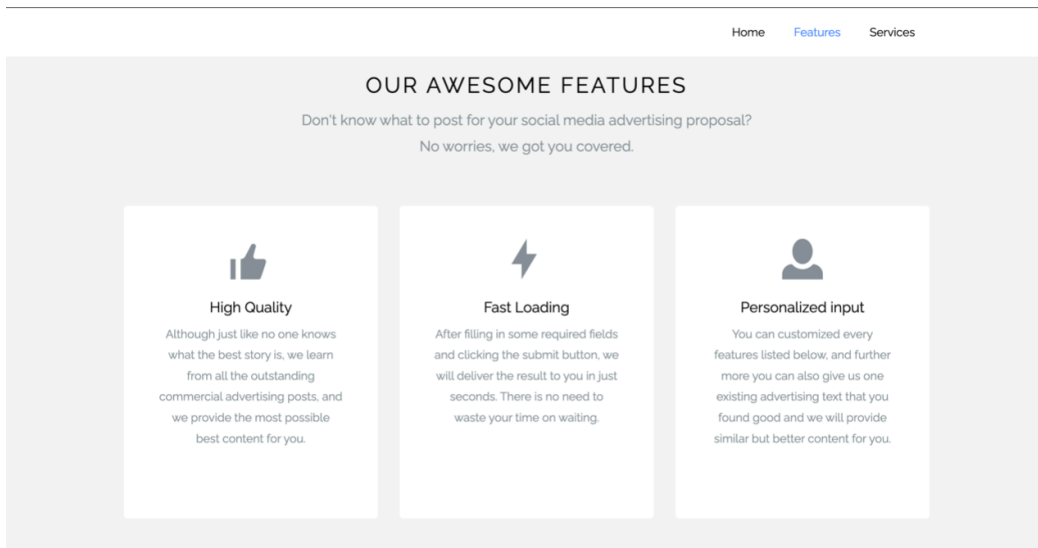 Home Features Services
OUR AWESOME FEATURES
Don't know what to post for your social media advertising proposal?
No worries, we got you covered.
High Quality
Although just like no one knows
what the best story is, we learn
from all the outstanding
commercial advertising posts, and
we provide the most possible
best content for you.
Fast Loading
After filling in some required fields
and clicking the submit button, we
will deliver the result to you in just
seconds. There is no need to
waste your time on waiting.
Personalized input
You can customized every
features listed below, and further
more you can also give us one
existing advertising text that you
found good and we will provide
similar but better content for you.